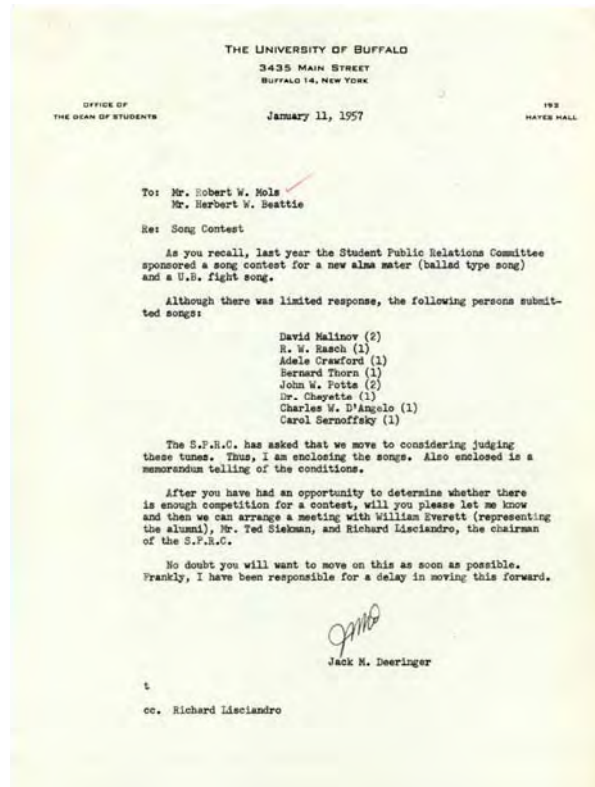 THE UNIVERSITY OF BUFFALO
3435 MAIN STREET
BUFFALO 14, NEW YORK
OFFICE OF
THE DEAN OF STUDENTS
193
HAYES HALL
January 11, 1957
To: Mr. Robert W. Mols
Mr. Herbert W. Beattie
Re: Song Contest
As you recall, last year the Student Public Relations Committee
sponsored a song contest for a new alma mater (ballad type song)
and a U.B. fight song.
Although there was limited response, the following persons submit-
ted songs:
David Malinov (2)
R. W. Rasch (1)
Adele Crawford (1)
Bernard Thorn (1)
John W. Potts (2)
Dr. Cheyette (1)
Charles W. D'Angelo (1)
Carol Sernoffsky (1)
The S.P.R.C. has asked that we move to considering judging
these tunes. Thus, I am enclosing the songs. Also enclosed is a
memorandum telling of the conditions.
After you have had an opportunity to determine whether there
is enough competition for a contest, will you please let me know
and then we can arrange a meeting with William Everett (representing
the alumni), Mr. Ted Siekman, and Richard Lisciandro, the chairman
of the S.P.R.C.
No doubt you will want to move on this as soon as possible.
Frankly, I have been responsible for a delay in moving this forward.
JMD
Jack M. Deeringer
t
cc. Richard Lisciandro